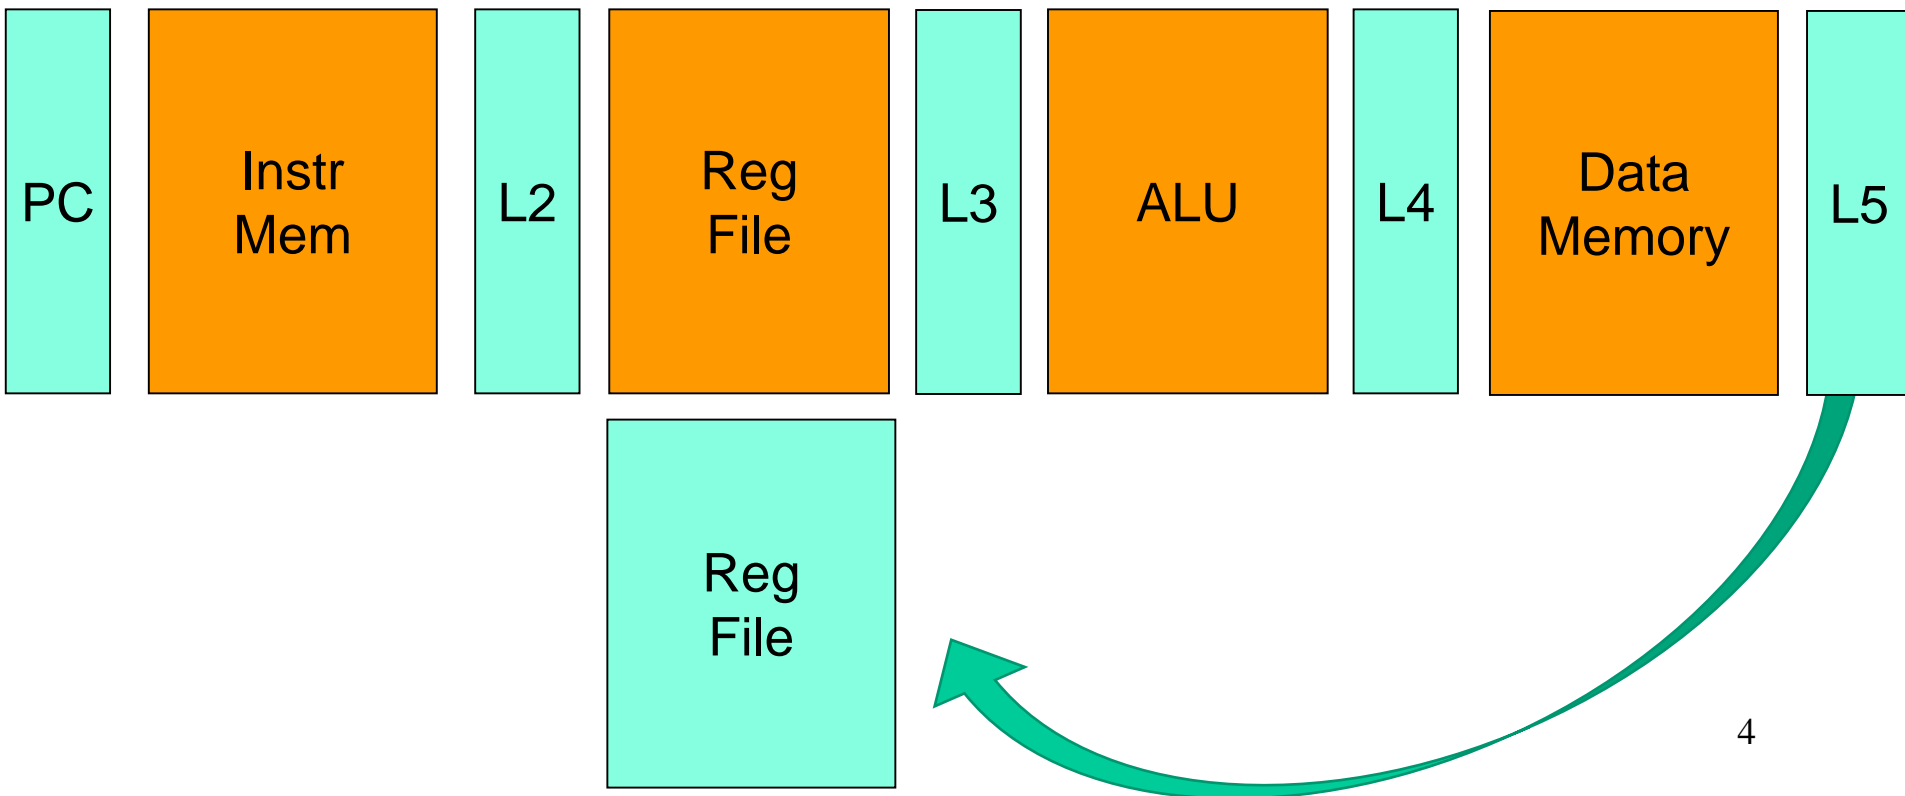 PC
Instr
Mem
L2
Reg
File
L3
ALU
L4
Data
Memory
L5
Reg
File
4